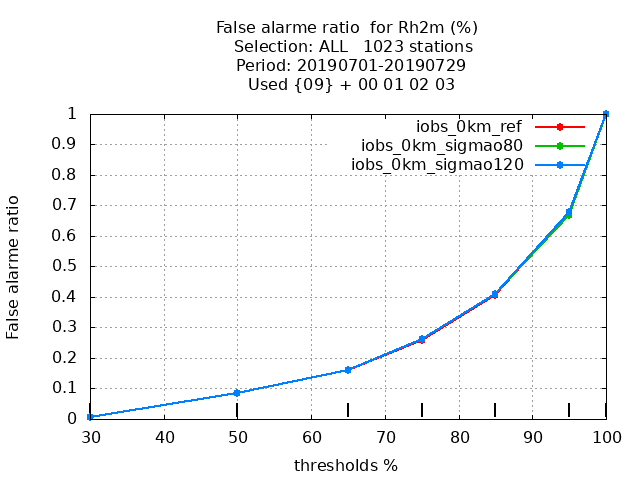 False alarme ratio  for Rh2m (%)
Selection: ALL   1023 stations
Period: 20190701-20190729
Used {09} + 00 01 02 03
iobs_0km_ref
iobs_0km_sigmao80
iobs_0km_sigmao120
False alarme ratio
1
0.9
0.8
0.7
0.6
0.5
0.4
0.3
0.2
0.1
0
30 40 50 60 70 80 90 100
thresholds %